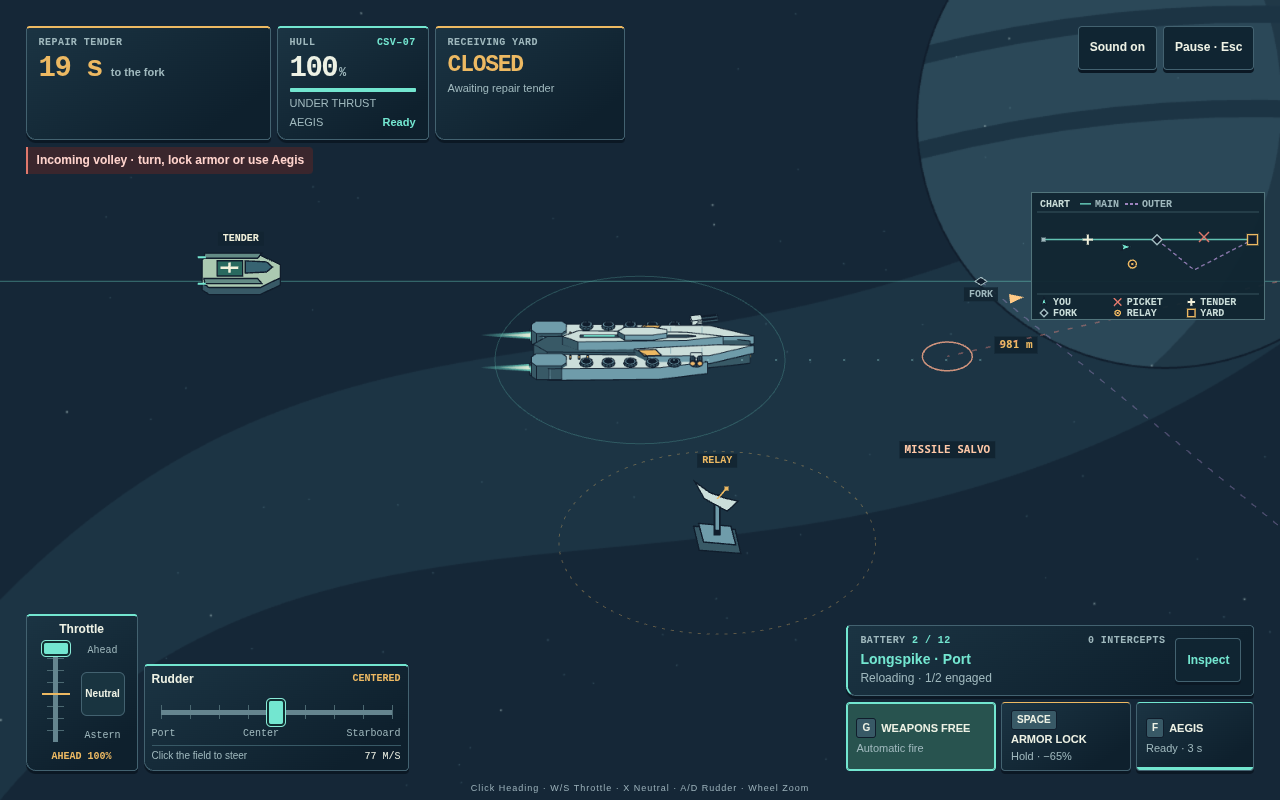 REPAIR TENDER
19 s to the fork
HULL CSV-07
100%
UNDER THRUST
AEGIS Ready
RECEIVING YARD
CLOSED
Awaiting repair tender
Sound on
Pause · Esc
Incoming volley · turn, lock armor or use Aegis
TENDER
FORK
981 m
MISSILE SALVO
RELAY
CHART MAIN OUTER
YOU PICKET TENDER
FORK RELAY YARD
Throttle
Ahead
Neutral
Astern
AHEAD 100%
Rudder CENTERED
Port Center Starboard
Click the field to steer 77 M/S
BATTERY 2 / 12 0 INTERCEPTS
Longspike · Port
Reloading · 1/2 engaged
Inspect
G WEAPONS FREE
Automatic fire
SPACE
ARMOR LOCK
Hold · −65%
F AEGIS
Ready · 3 s
Click Heading · W/S Throttle · X Neutral · A/D Rudder · Wheel Zoom